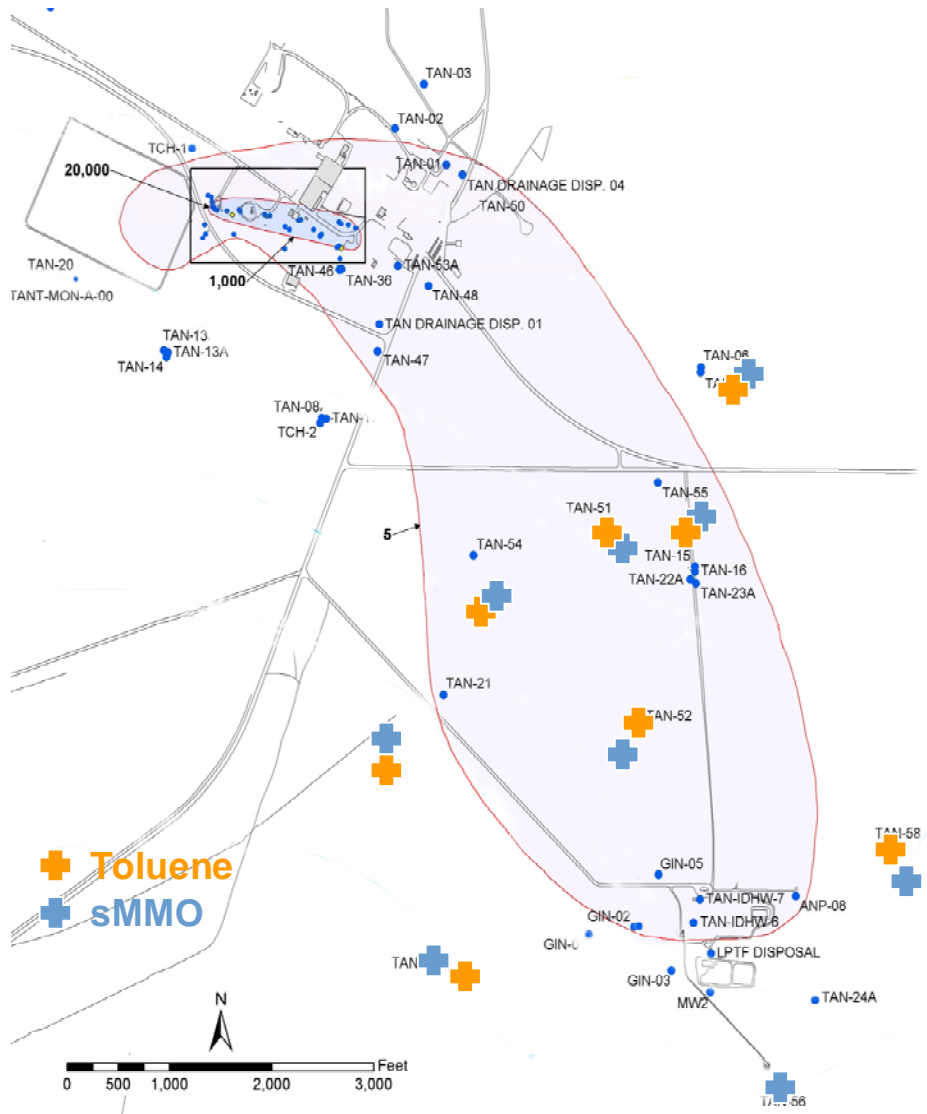 TAN-03
TAN-02
TCH-1
TAN-01
20,000
TAN DRAINAGE DISP. 04
TAN-50
TAN-20
TAN-46
TAN-53A
1,000
TAN-36
TANT-MON-A-00
TAN-48
TAN DRAINAGE DISP. 01
TAN-13
TAN-13A
TAN-14
TAN-47
TAN-06
TAN-08
TCH-2
TAN-55
TAN-51
5
TAN-54
TAN-15
TAN-16
TAN-22A
TAN-23A
TAN-21
TAN-52
TAN-58
Toluene
GIN-05
sMMO
TAN-IDHW-7
ANP-08
GIN-02
TAN-IDHW-6
LPTF DISPOSAL
TAN
GIN-03
MW2
TAN-24A
N
Feet
0 500 1,000 2,000 3,000
TAN-56